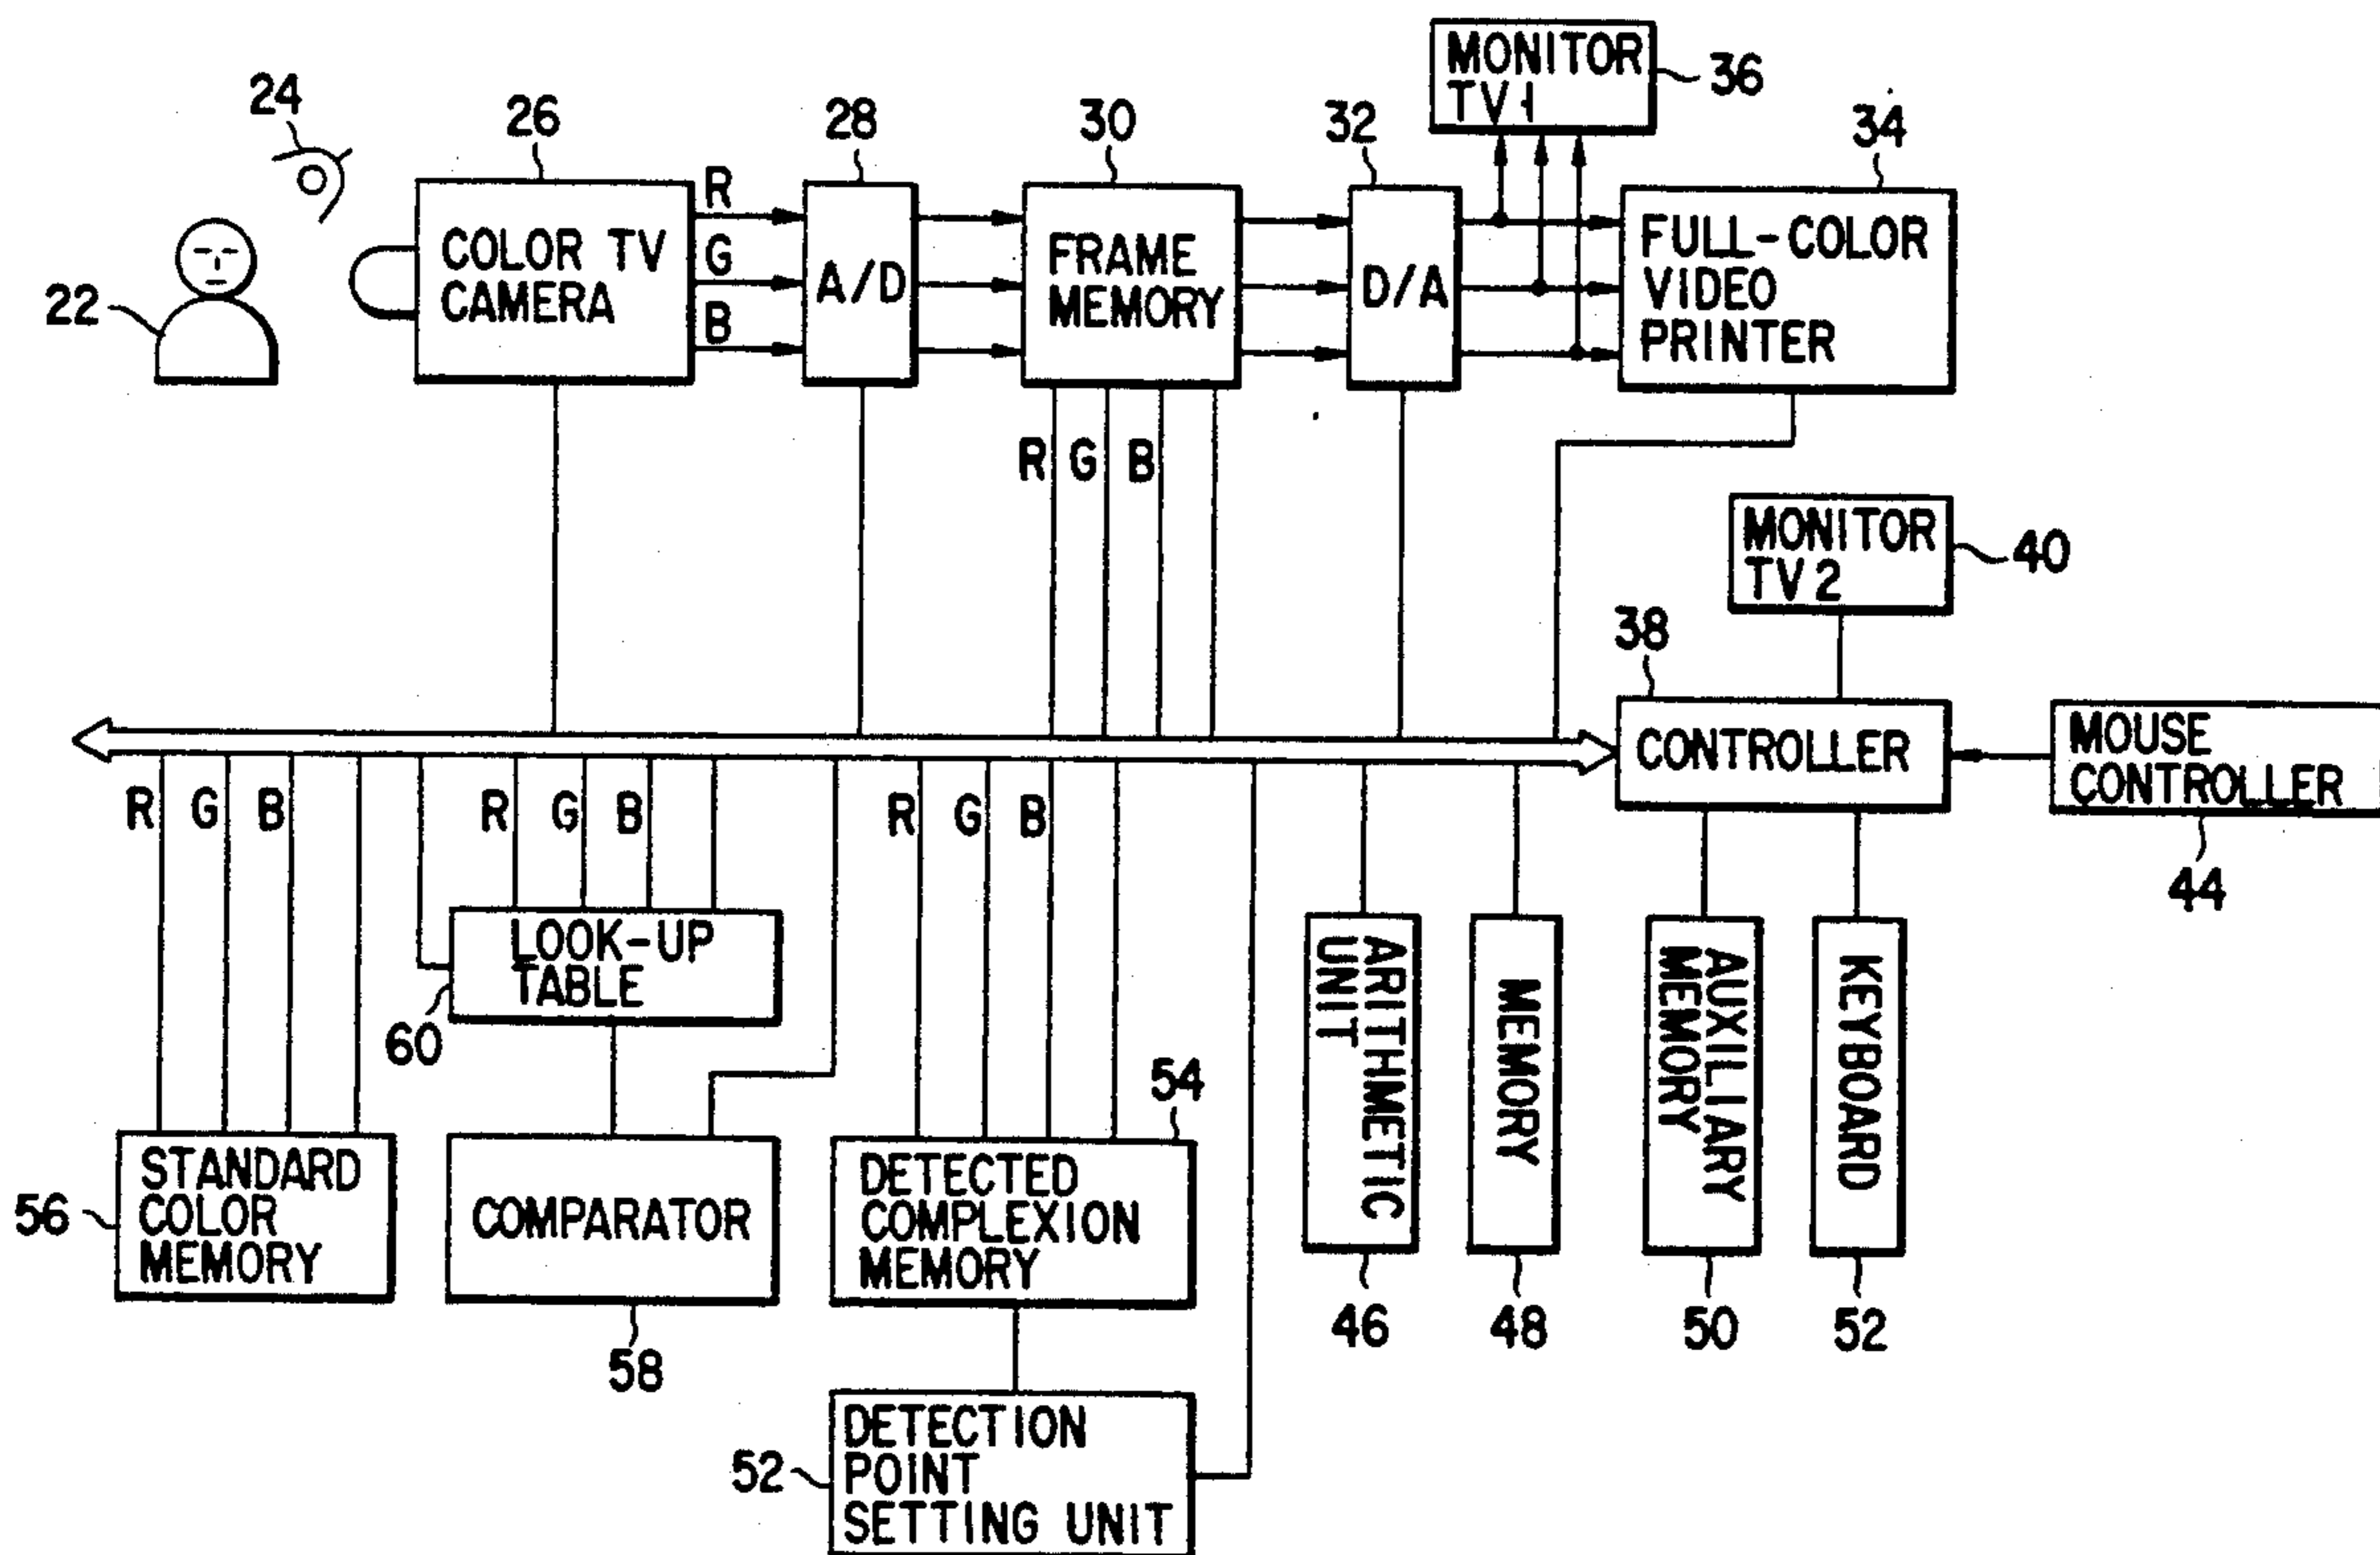 MONITOR
TV1
36
24
26
28
30
32
34
R
G
B
COLOR TV
CAMERA
A/D
FRAME
MEMORY
D/A
FULL-COLOR
VIDEO
PRINTER
22
R G B
MONITOR
TV2
40
38
CONTROLLER
MOUSE
CONTROLLER
44
R G B
R G B
R G B
LOOK-UP
TABLE
60
54
STANDARD
COLOR
MEMORY
56
COMPARATOR
58
DETECTED
COMPLEXION
MEMORY
ARITHMETIC
UNIT
MEMORY
AUXILIARY
MEMORY
KEYBOARD
46
48
50
52
DETECTION
POINT
SETTING UNIT
52